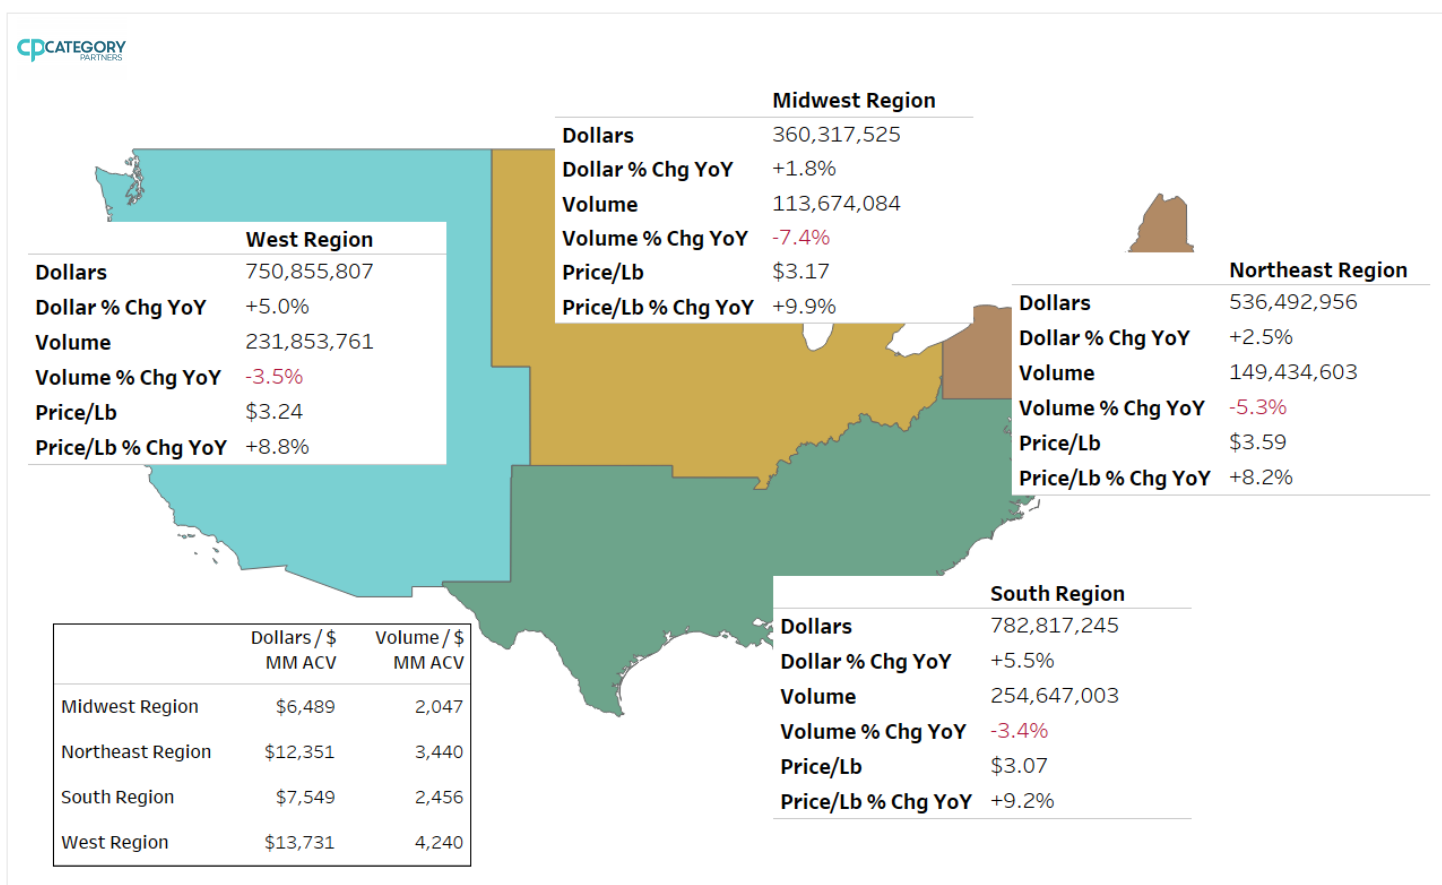 CPCATEGORY
PARTNERS
Midwest Region
Dollars 360,317,525
Dollar % Chg YoY +1.8%
Volume 113,674,084
Volume % Chg YoY -7.4%
Price/Lb $3.17
Price/Lb % Chg YoY +9.9%
West Region
Dollars 750,855,807
Dollar % Chg YoY +5.0%
Volume 231,853,761
Volume % Chg YoY -3.5%
Price/Lb $3.24
Price/Lb % Chg YoY +8.8%
Northeast Region
Dollars 536,492,956
Dollar % Chg YoY +2.5%
Volume 149,434,603
Volume % Chg YoY -5.3%
Price/Lb $3.59
Price/Lb % Chg YoY +8.2%
South Region
Dollars 782,817,245
Dollar % Chg YoY +5.5%
Volume 254,647,003
Volume % Chg YoY -3.4%
Price/Lb $3.07
Price/Lb % Chg YoY +9.2%
Dollars / $ Volume / $
MM ACV MM ACV
Midwest Region $6,489 2,047
Northeast Region $12,351 3,440
South Region $7,549 2,456
West Region $13,731 4,240